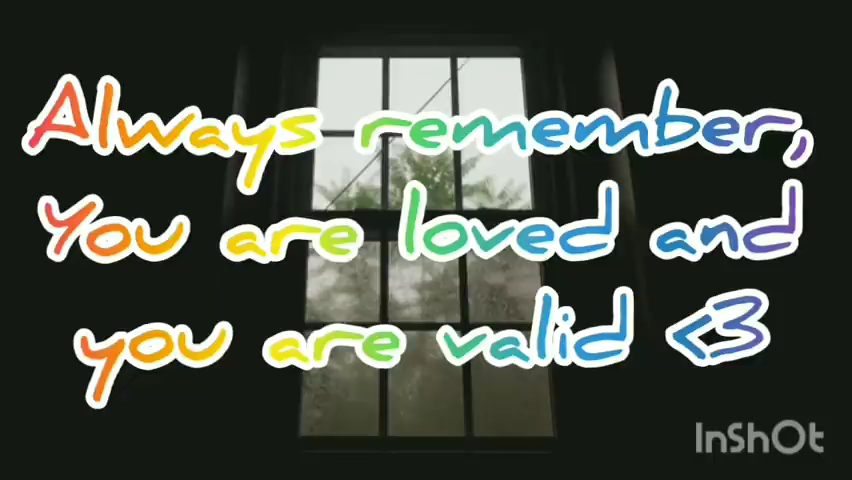 Always remember,
You are loved and
you are valid <3
InShOt